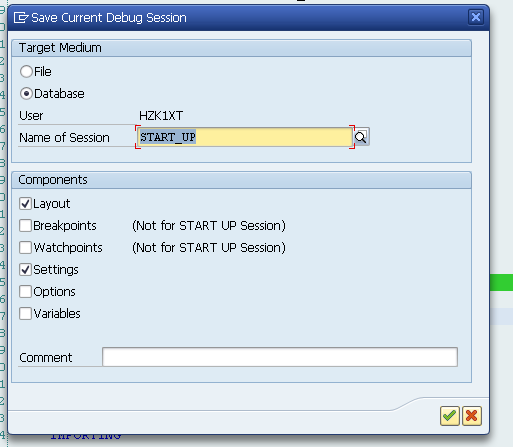 Save Current Debug Session
Target Medium
File
Database
User HZK1XT
Name of Session START_UP
Components
Layout
Breakpoints (Not for START UP Session)
Watchpoints (Not for START UP Session)
Settings
Options
Variables
Comment
IMPORTING